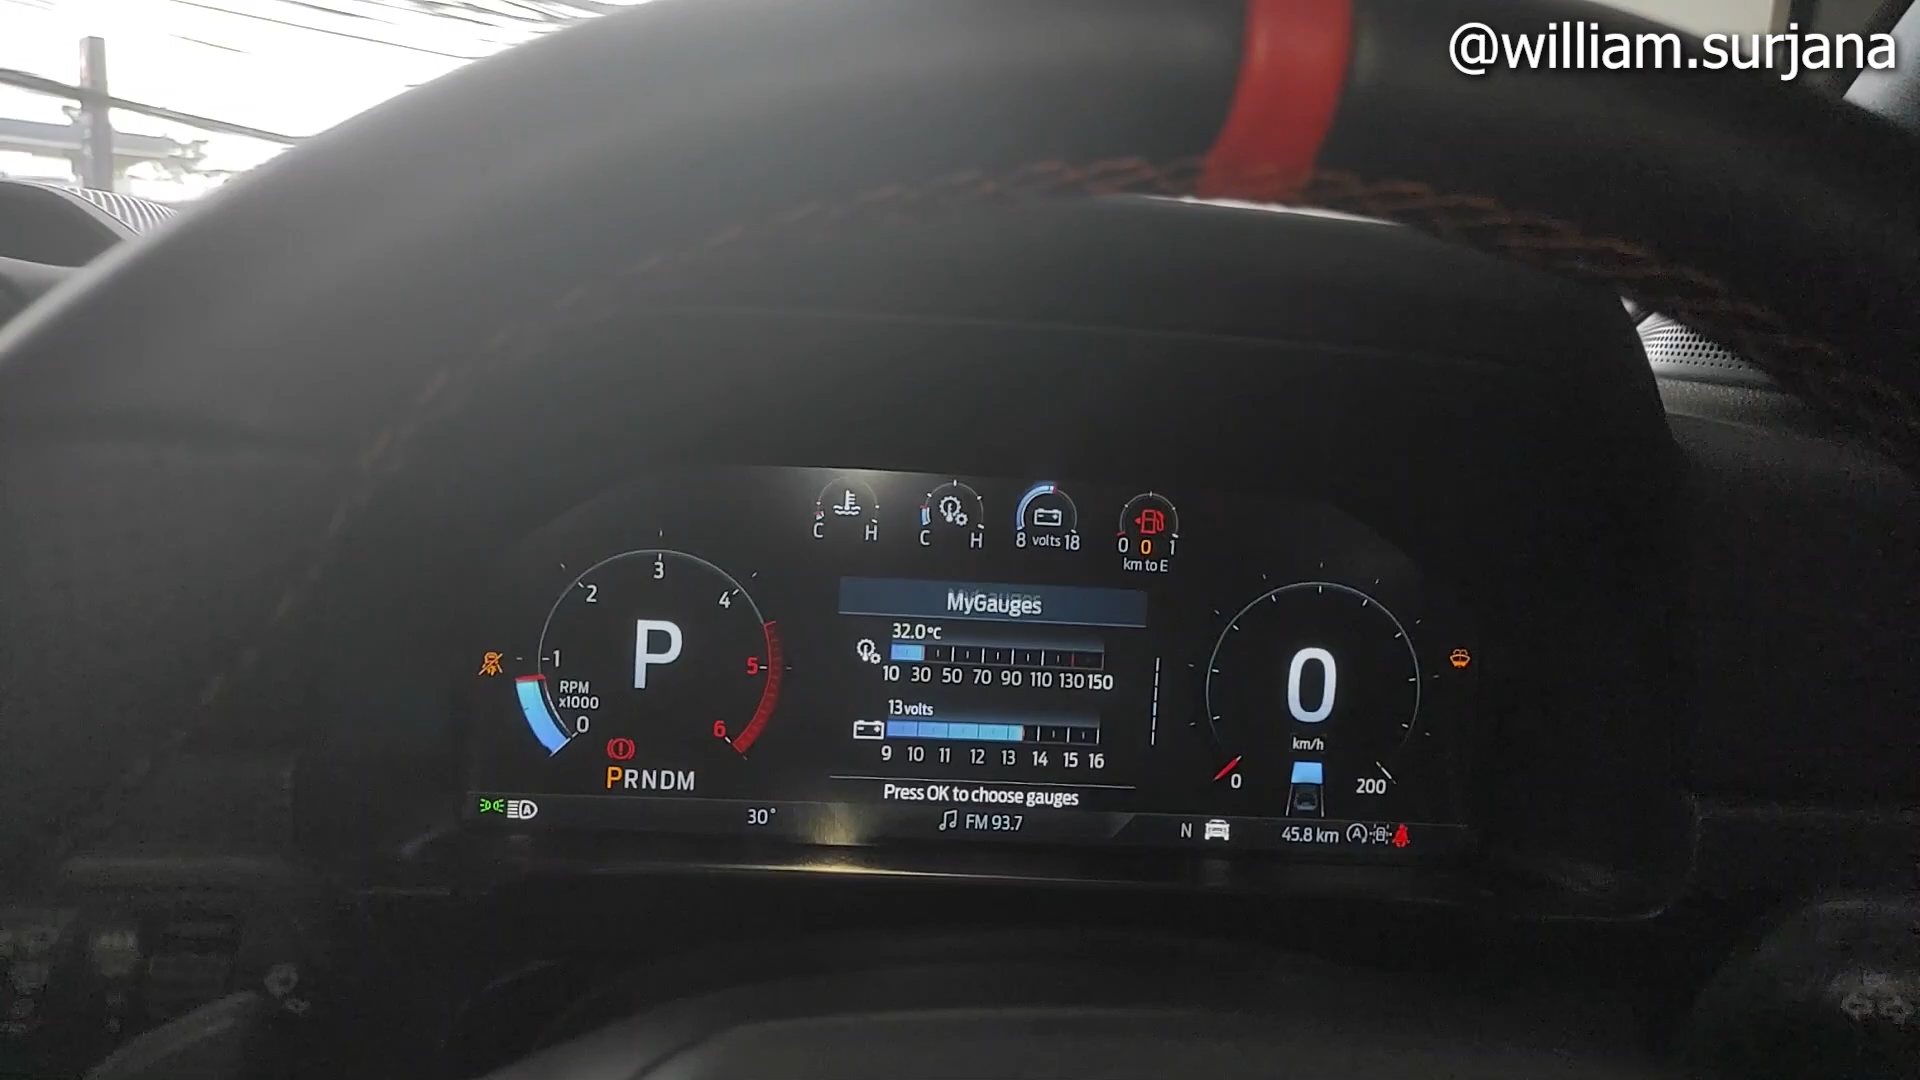 @william.surjana
C H
C H
8 volts 18
0 0 1
km to E
MyGauges
32.0°C
10 30 50 70 90 110 130 150
13 volts
9 10 11 12 13 14 15 16
Press OK to choose gauges
0 1 2 3 4 5 6
P
RPM
x1000
PRNDM
0
km/h
0 200
A
30°
FM 93.7
N
45.8 km
A